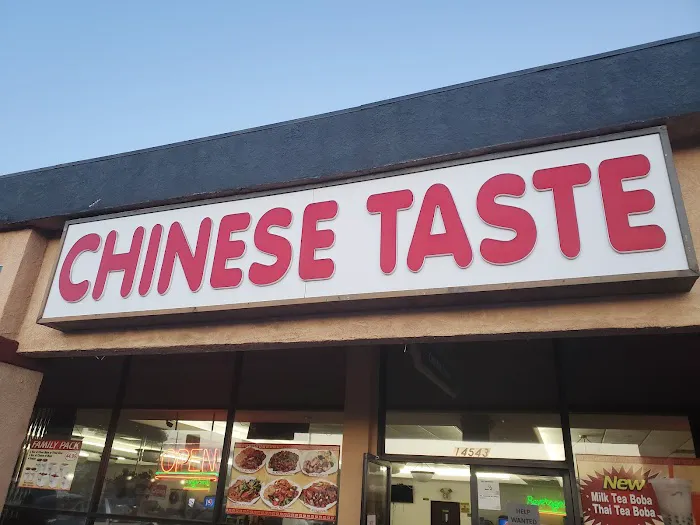 CHINESE TASTE
14543
FAMILY PACK
OPEN
HELP
WANTED
New
Milk Tea Boba
Thai Tea Boba